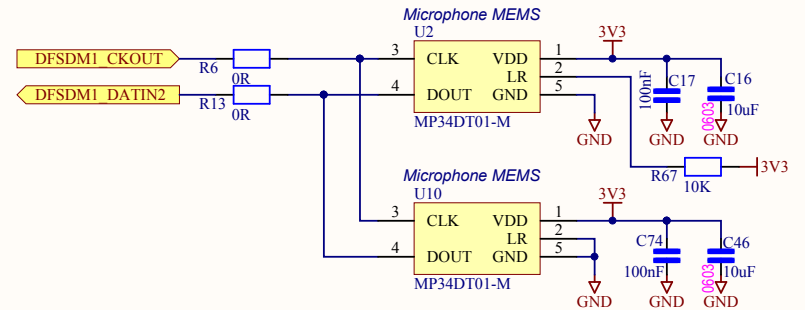 Microphone MEMS
U2
3V3
DFSDM1_CKOUT
R6
0R
3 CLK VDD 1
LR 2
DFSDM1_DATIN2
R13
0R
4 DOUT GND 5
MP34DT01-M
100nF
C17
C16
0603
10uF
GND
GND
GND
R67
10K
3V3
Microphone MEMS
U10
3V3
3 CLK VDD 1
LR 2
4 DOUT GND 5
MP34DT01-M
C74
100nF
C46
0603
10uF
GND
GND
GND